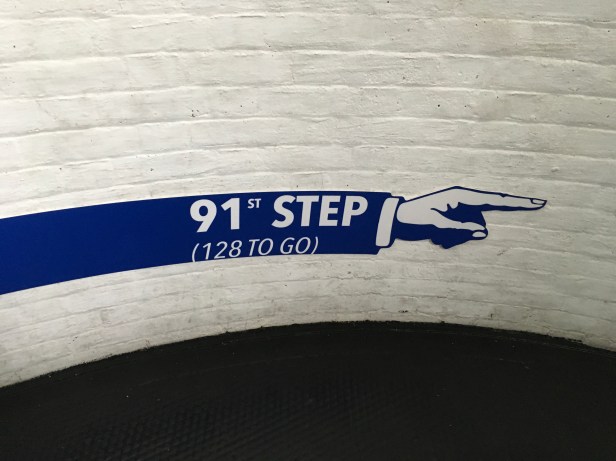 91ST STEP
(128 TO GO)